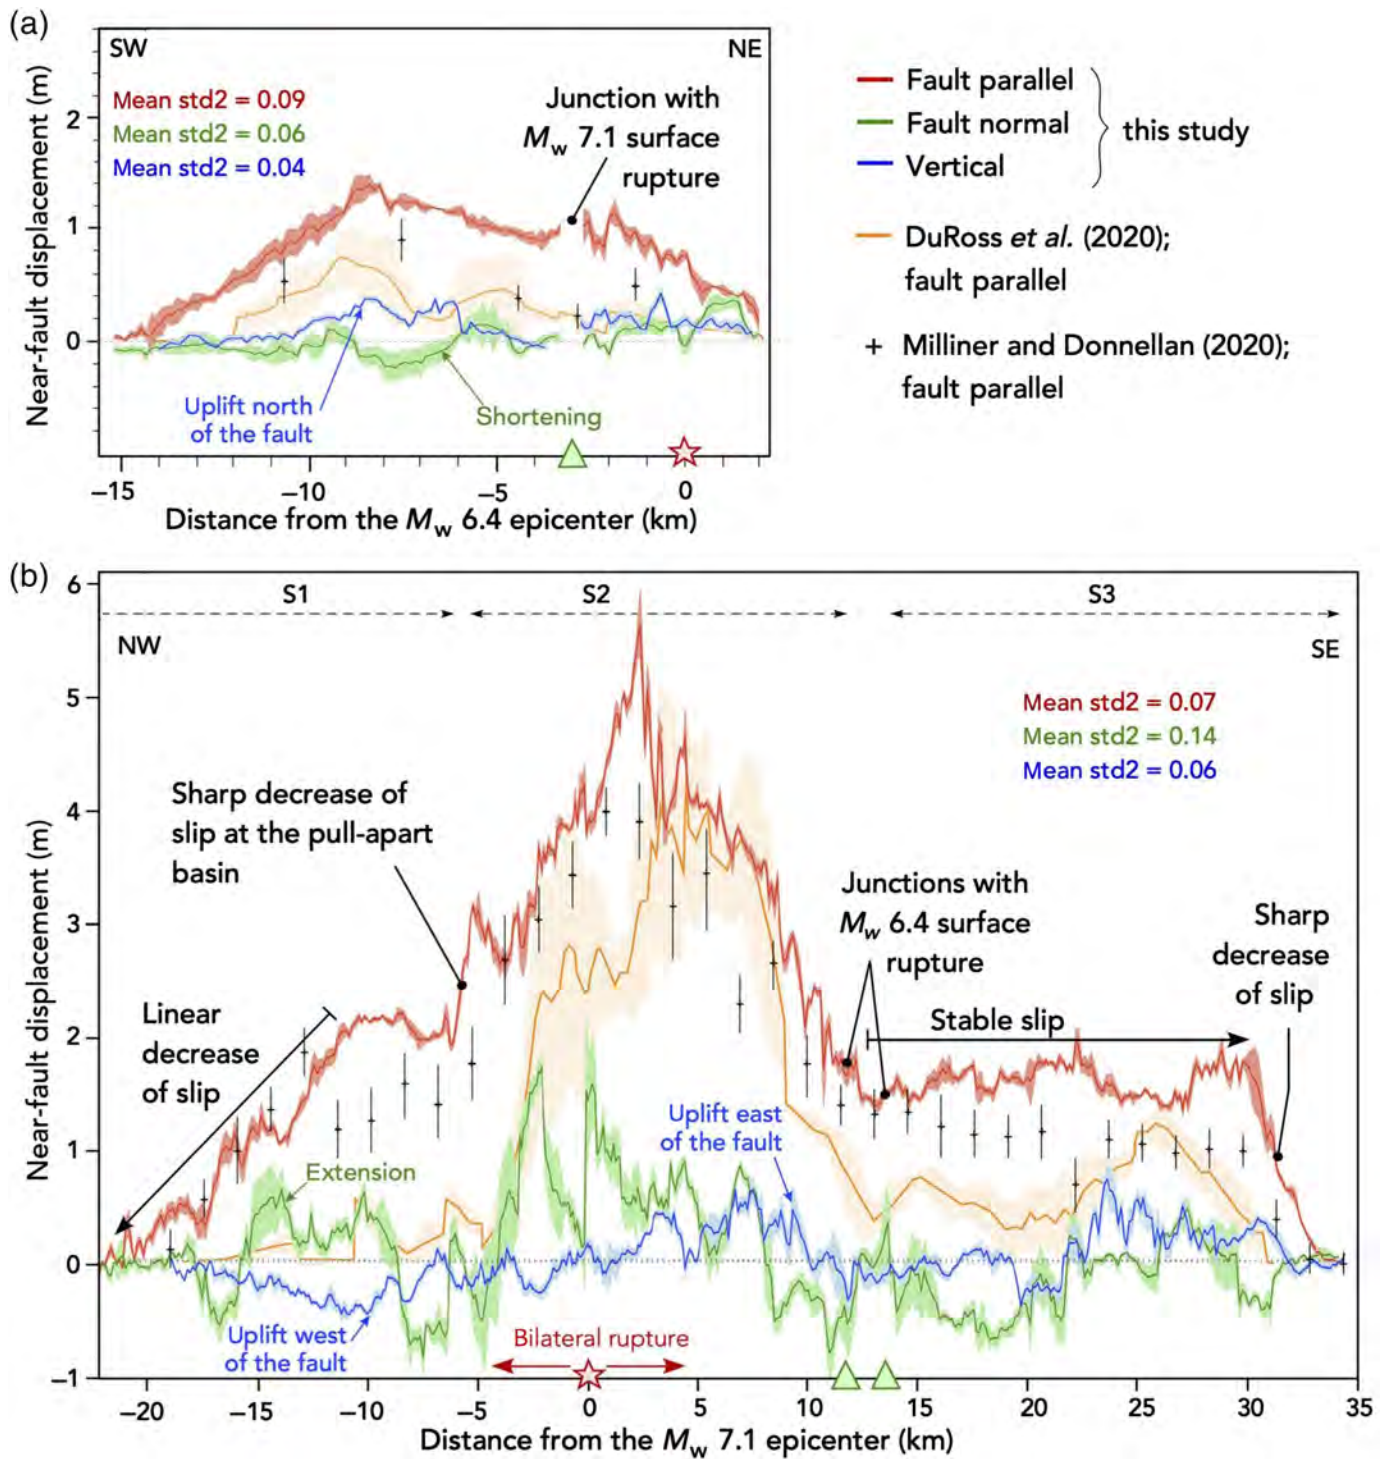 (a)
SW
NE
Mean std2 = 0.09
Mean std2 = 0.06
Mean std2 = 0.04
Junction with
Mw 7.1 surface
rupture
2
1
0
Near-fault displacement (m)
Uplift north
of the fault
Shortening
−15
−10
−5
0
Distance from the Mw 6.4 epicenter (km)
Fault parallel
Fault normal
Vertical
this study
DuRoss et al. (2020);
fault parallel
Milliner and Donnellan (2020);
fault parallel
(b)
S1
S2
S3
NW
SE
Mean std2 = 0.07
Mean std2 = 0.14
Mean std2 = 0.06
6
5
4
3
2
1
0
−1
Near-fault displacement (m)
Sharp decrease of
slip at the pull-apart
basin
Linear
decrease
of slip
Junctions with
Mw 6.4 surface
rupture
Sharp
decrease
of slip
Stable slip
Extension
Uplift east
of the fault
Uplift west
of the fault
Bilateral rupture
−20
−15
−10
−5
0
5
10
15
20
25
30
35
Distance from the Mw 7.1 epicenter (km)